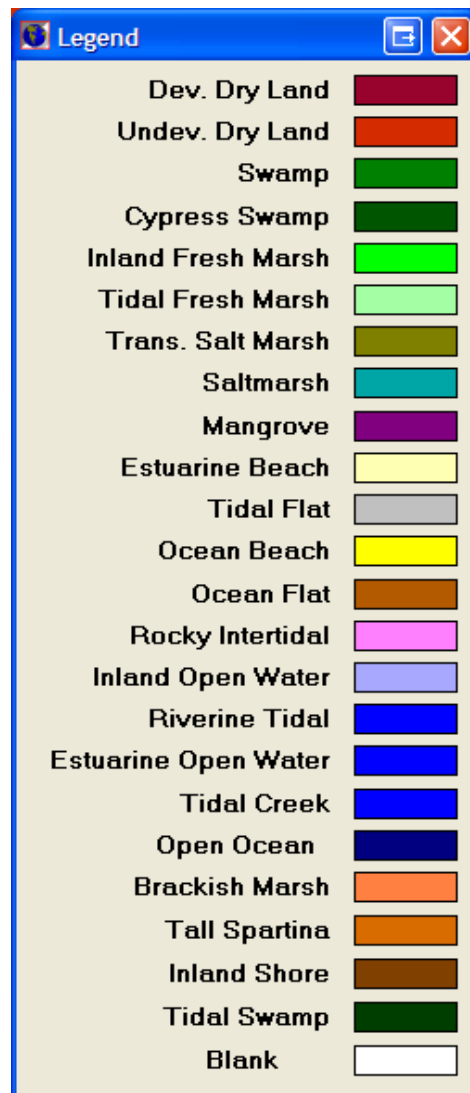 Legend
Dev. Dry Land
Undev. Dry Land
Swamp
Cypress Swamp
Inland Fresh Marsh
Tidal Fresh Marsh
Trans. Salt Marsh
Saltmarsh
Mangrove
Estuarine Beach
Tidal Flat
Ocean Beach
Ocean Flat
Rocky Intertidal
Inland Open Water
Riverine Tidal
Estuarine Open Water
Tidal Creek
Open Ocean
Brackish Marsh
Tall Spartina
Inland Shore
Tidal Swamp
Blank